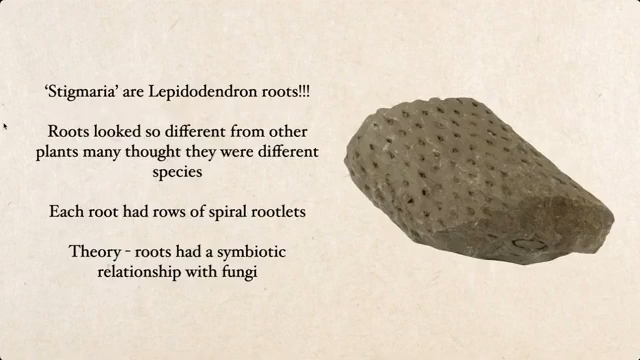 ‘Stigmaria’ are Lepidodendron roots!!!
Roots looked so different from other
plants many thought they were different
species
Each root had rows of spiral rootlets
Theory - roots had a symbiotic
relationship with fungi